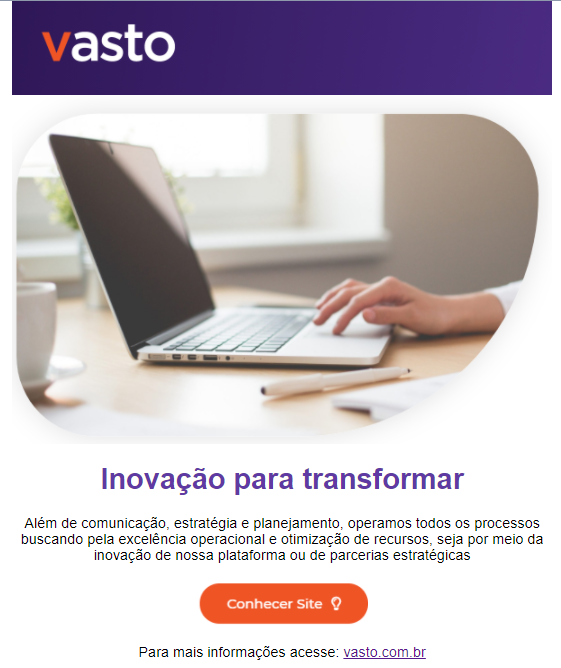 vasto
Inovação para transformar
Além de comunicação, estratégia e planejamento, operamos todos os processos
buscando pela excelência operacional e otimização de recursos, seja por meio da
inovação de nossa plataforma ou de parcerias estratégicas
Conhecer Site
Para mais informações acesse: vasto.com.br